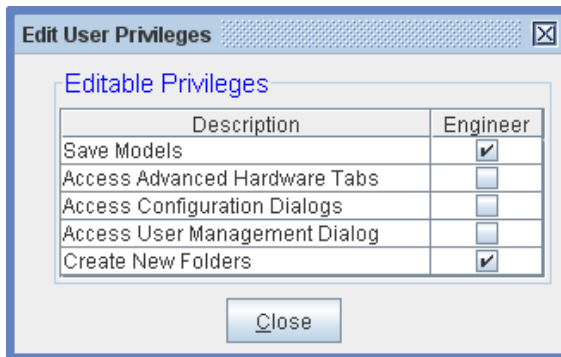 Edit User Privileges
Editable Privileges
Description Engineer
Save Models
Access Advanced Hardware Tabs
Access Configuration Dialogs
Access User Management Dialog
Create New Folders
Close